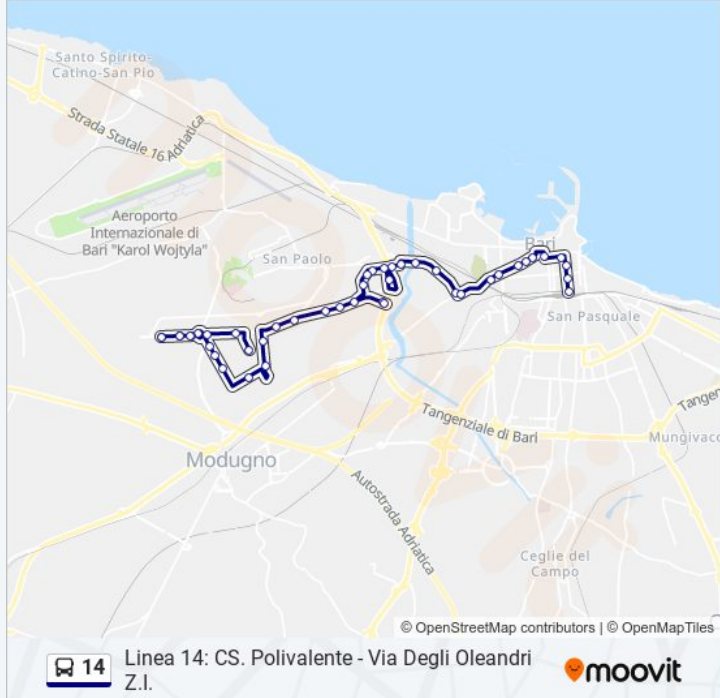 Santo Spirito-
Catino-San Pio
Strada Statale 16 Adriatica
Aeroporto
Internazionale di
Bari "Karol Wojtyla"
San Paolo
Bari
San Pasquale
Tangenziale di Bari
Mungivacc
Modugno
Autostrada Adriatica
Ceglie del
Campo
© OpenStreetMap contributors | © OpenMapTiles
14
Linea 14: CS. Polivalente - Via Degli Oleandri
Z.I.
moovit